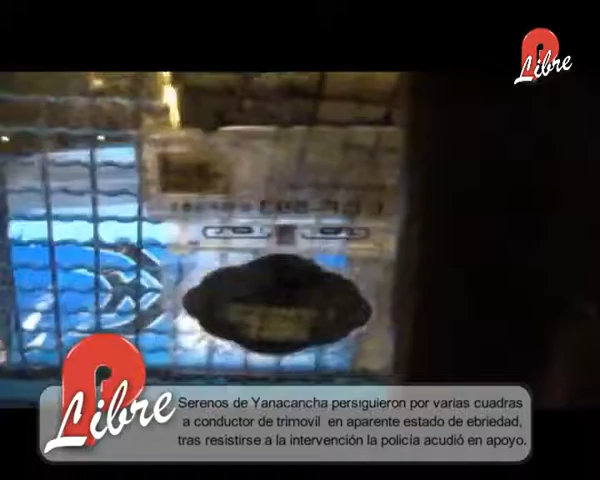 Libre
Libre
Serenos de Yanacancha persiguieron por varias cuadras
a conductor de trimovil en aparente estado de ebriedad,
tras resistirse a la intervención la policía acudió en apoyo.